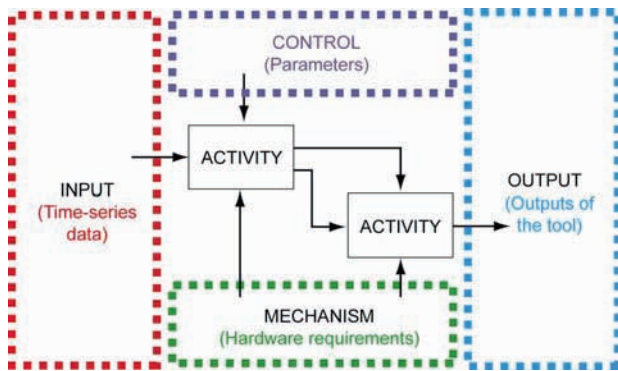 CONTROL
(Parameters)
ACTIVITY
INPUT
(Time-series
data)
ACTIVITY
OUTPUT
(Outputs of
the tool)
MECHANISM
(Hardware requirements)